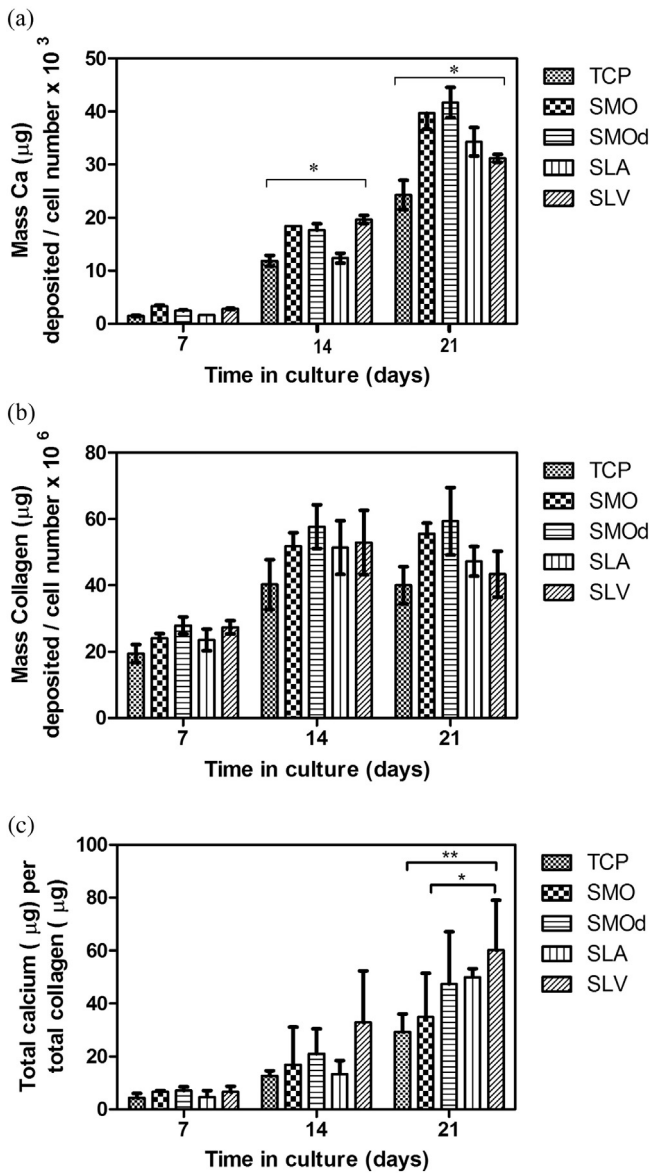 (a)
Mass Ca (μg)
deposited / cell number x 10 3
50
40
30
20
10
0
*
*
7
14
21
Time in culture (days)
TCP
SMO
SMOd
SLA
SLV
(b)
Mass Collagen (μg)
deposited / cell number x 10 6
80
60
40
20
0
7
14
21
Time in culture (days)
TCP
SMO
SMOd
SLA
SLV
(c)
Total calcium ( μg) per
total collagen ( μg)
100
80
60
40
20
0
**
*
7
14
21
Time in culture (days)
TCP
SMO
SMOd
SLA
SLV